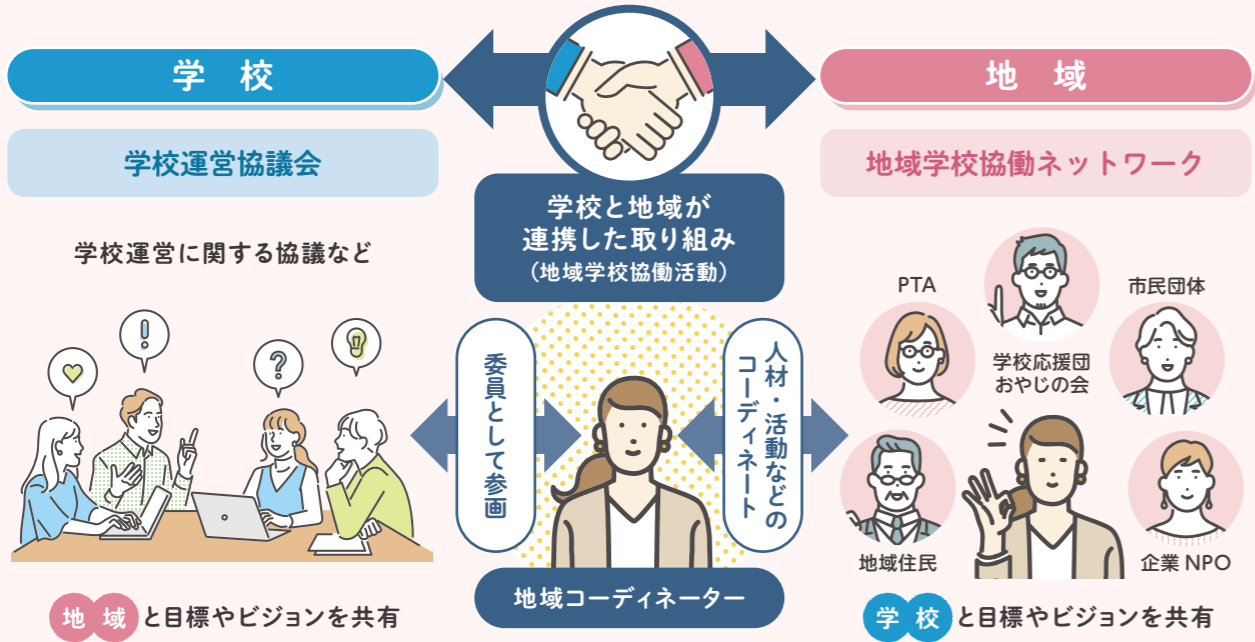 学校
学校運営協議会
学校運営に関する協議など
!
?
地域と目標やビジョンを共有
学校と地域が
連携した取り組み
（地域学校協働活動）
委員として参画
人材・活動などの
コーディネート
地域コーディネーター
地域
地域学校協働ネットワーク
PTA
学校応援団
おやじの会
市民団体
地域住民
企業 NPO
学校と目標やビジョンを共有